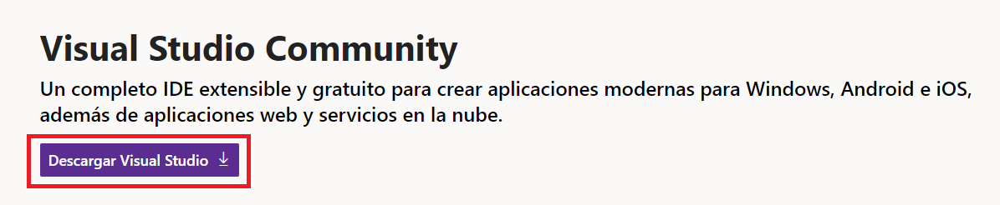 Visual Studio Community
Un completo IDE extensible y gratuito para crear aplicaciones modernas para Windows, Android e iOS,
además de aplicaciones web y servicios en la nube.
Descargar Visual Studio